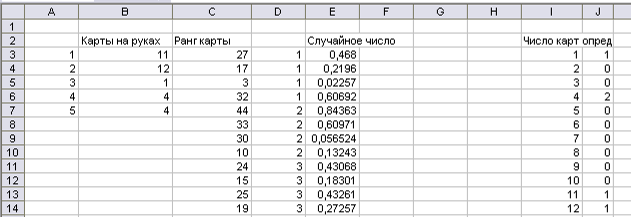 A B C D E F G H I J
1
2 Карты на руках Ранг карты Случайное число Число карт опред
3 1 11 27 1 0,468 1 1
4 2 12 17 1 0,2196 2 0
5 3 1 3 1 0,02257 3 0
6 4 4 32 1 0,60692 4 2
7 5 4 44 2 0,84363 5 0
8 33 2 0,60971 6 0
9 30 2 0,056524 7 0
10 10 2 0,13243 8 0
11 24 3 0,43068 9 0
12 15 3 0,18301 10 0
13 25 3 0,43261 11 1
14 19 3 0,27257 12 1